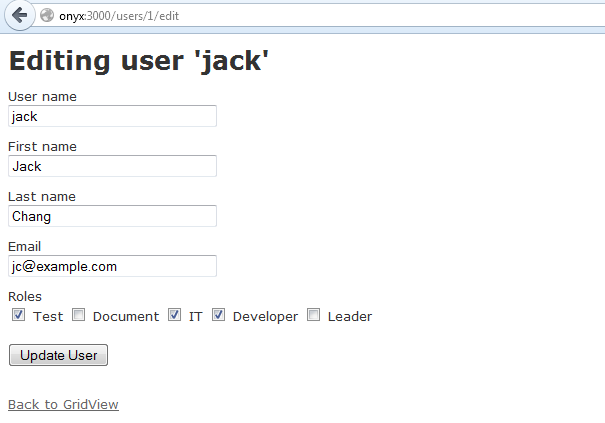 onyx:3000/users/1/edit
Editing user 'jack'
User name
jack
First name
Jack
Last name
Chang
Email
jc@example.com
Roles
Test Document IT Developer Leader
Update User
Back to GridView